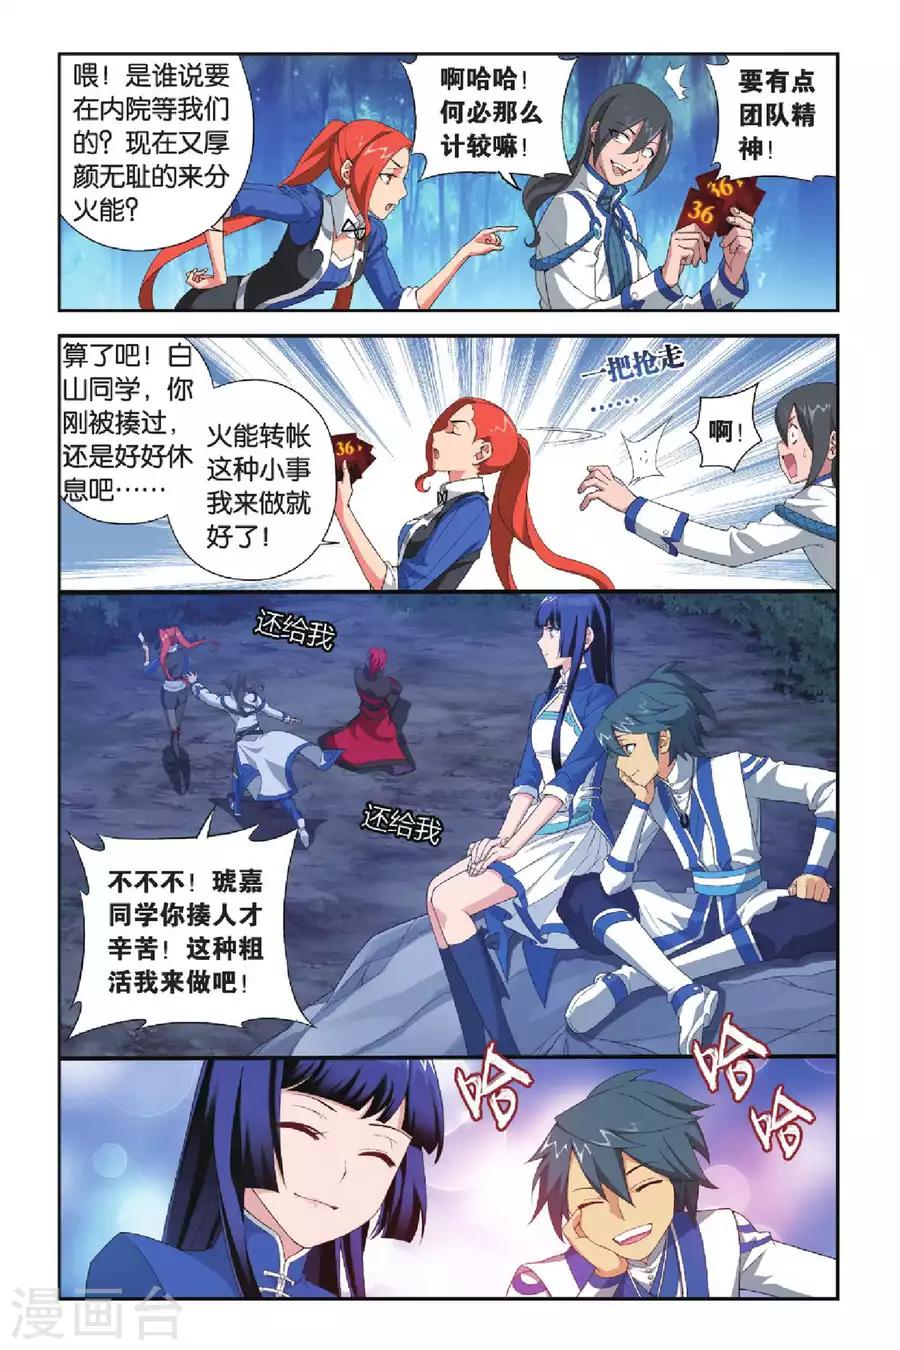 喂！是谁说要
在内院等我们
的？现在又厚
颜无耻的来分
火能？
啊哈哈！
何必那么
计较嘛！
要有点
团队精
神！
36
36
算了吧！白
山同学，你
刚被揍过，
还是好好休
息吧……
火能转帐
这种小事
我来做就
好了！
36
一把抢走
……
啊！
还给我
还给我
不不不！琥嘉
同学你揍人才
辛苦！这种粗
活我来做吧！
哈
哈
哈
漫画台